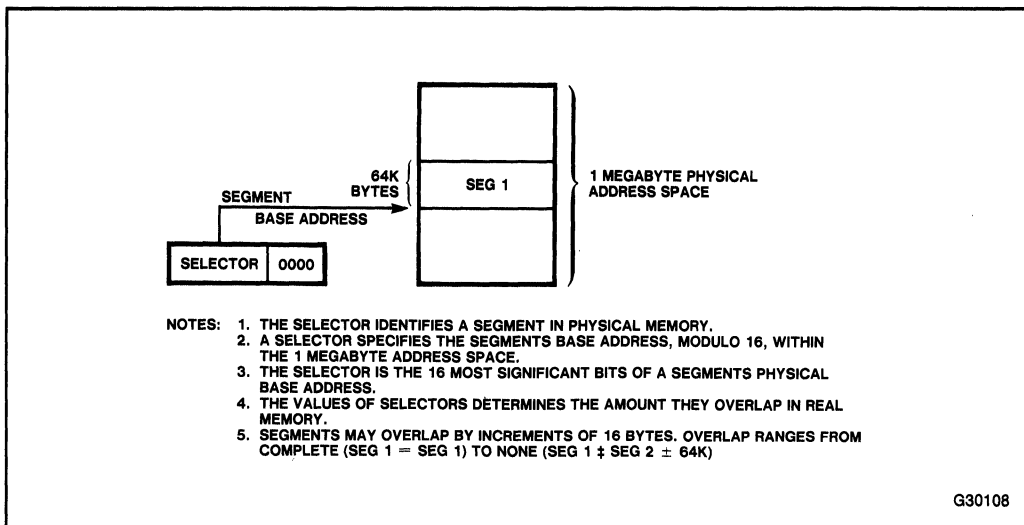 64K
BYTES
SEG 1
1 MEGABYTE PHYSICAL
ADDRESS SPACE
SEGMENT
BASE ADDRESS
SELECTOR 0000
NOTES: 1. THE SELECTOR IDENTIFIES A SEGMENT IN PHYSICAL MEMORY.
2. A SELECTOR SPECIFIES THE SEGMENTS BASE ADDRESS, MODULO 16, WITHIN
THE 1 MEGABYTE ADDRESS SPACE.
3. THE SELECTOR IS THE 16 MOST SIGNIFICANT BITS OF A SEGMENTS PHYSICAL
BASE ADDRESS.
4. THE VALUES OF SELECTORS DETERMINES THE AMOUNT THEY OVERLAP IN REAL
MEMORY.
5. SEGMENTS MAY OVERLAP BY INCREMENTS OF 16 BYTES. OVERLAP RANGES FROM
COMPLETE (SEG 1 = SEG 1) TO NONE (SEG 1 ‡ SEG 2 ± 64K)
G30108